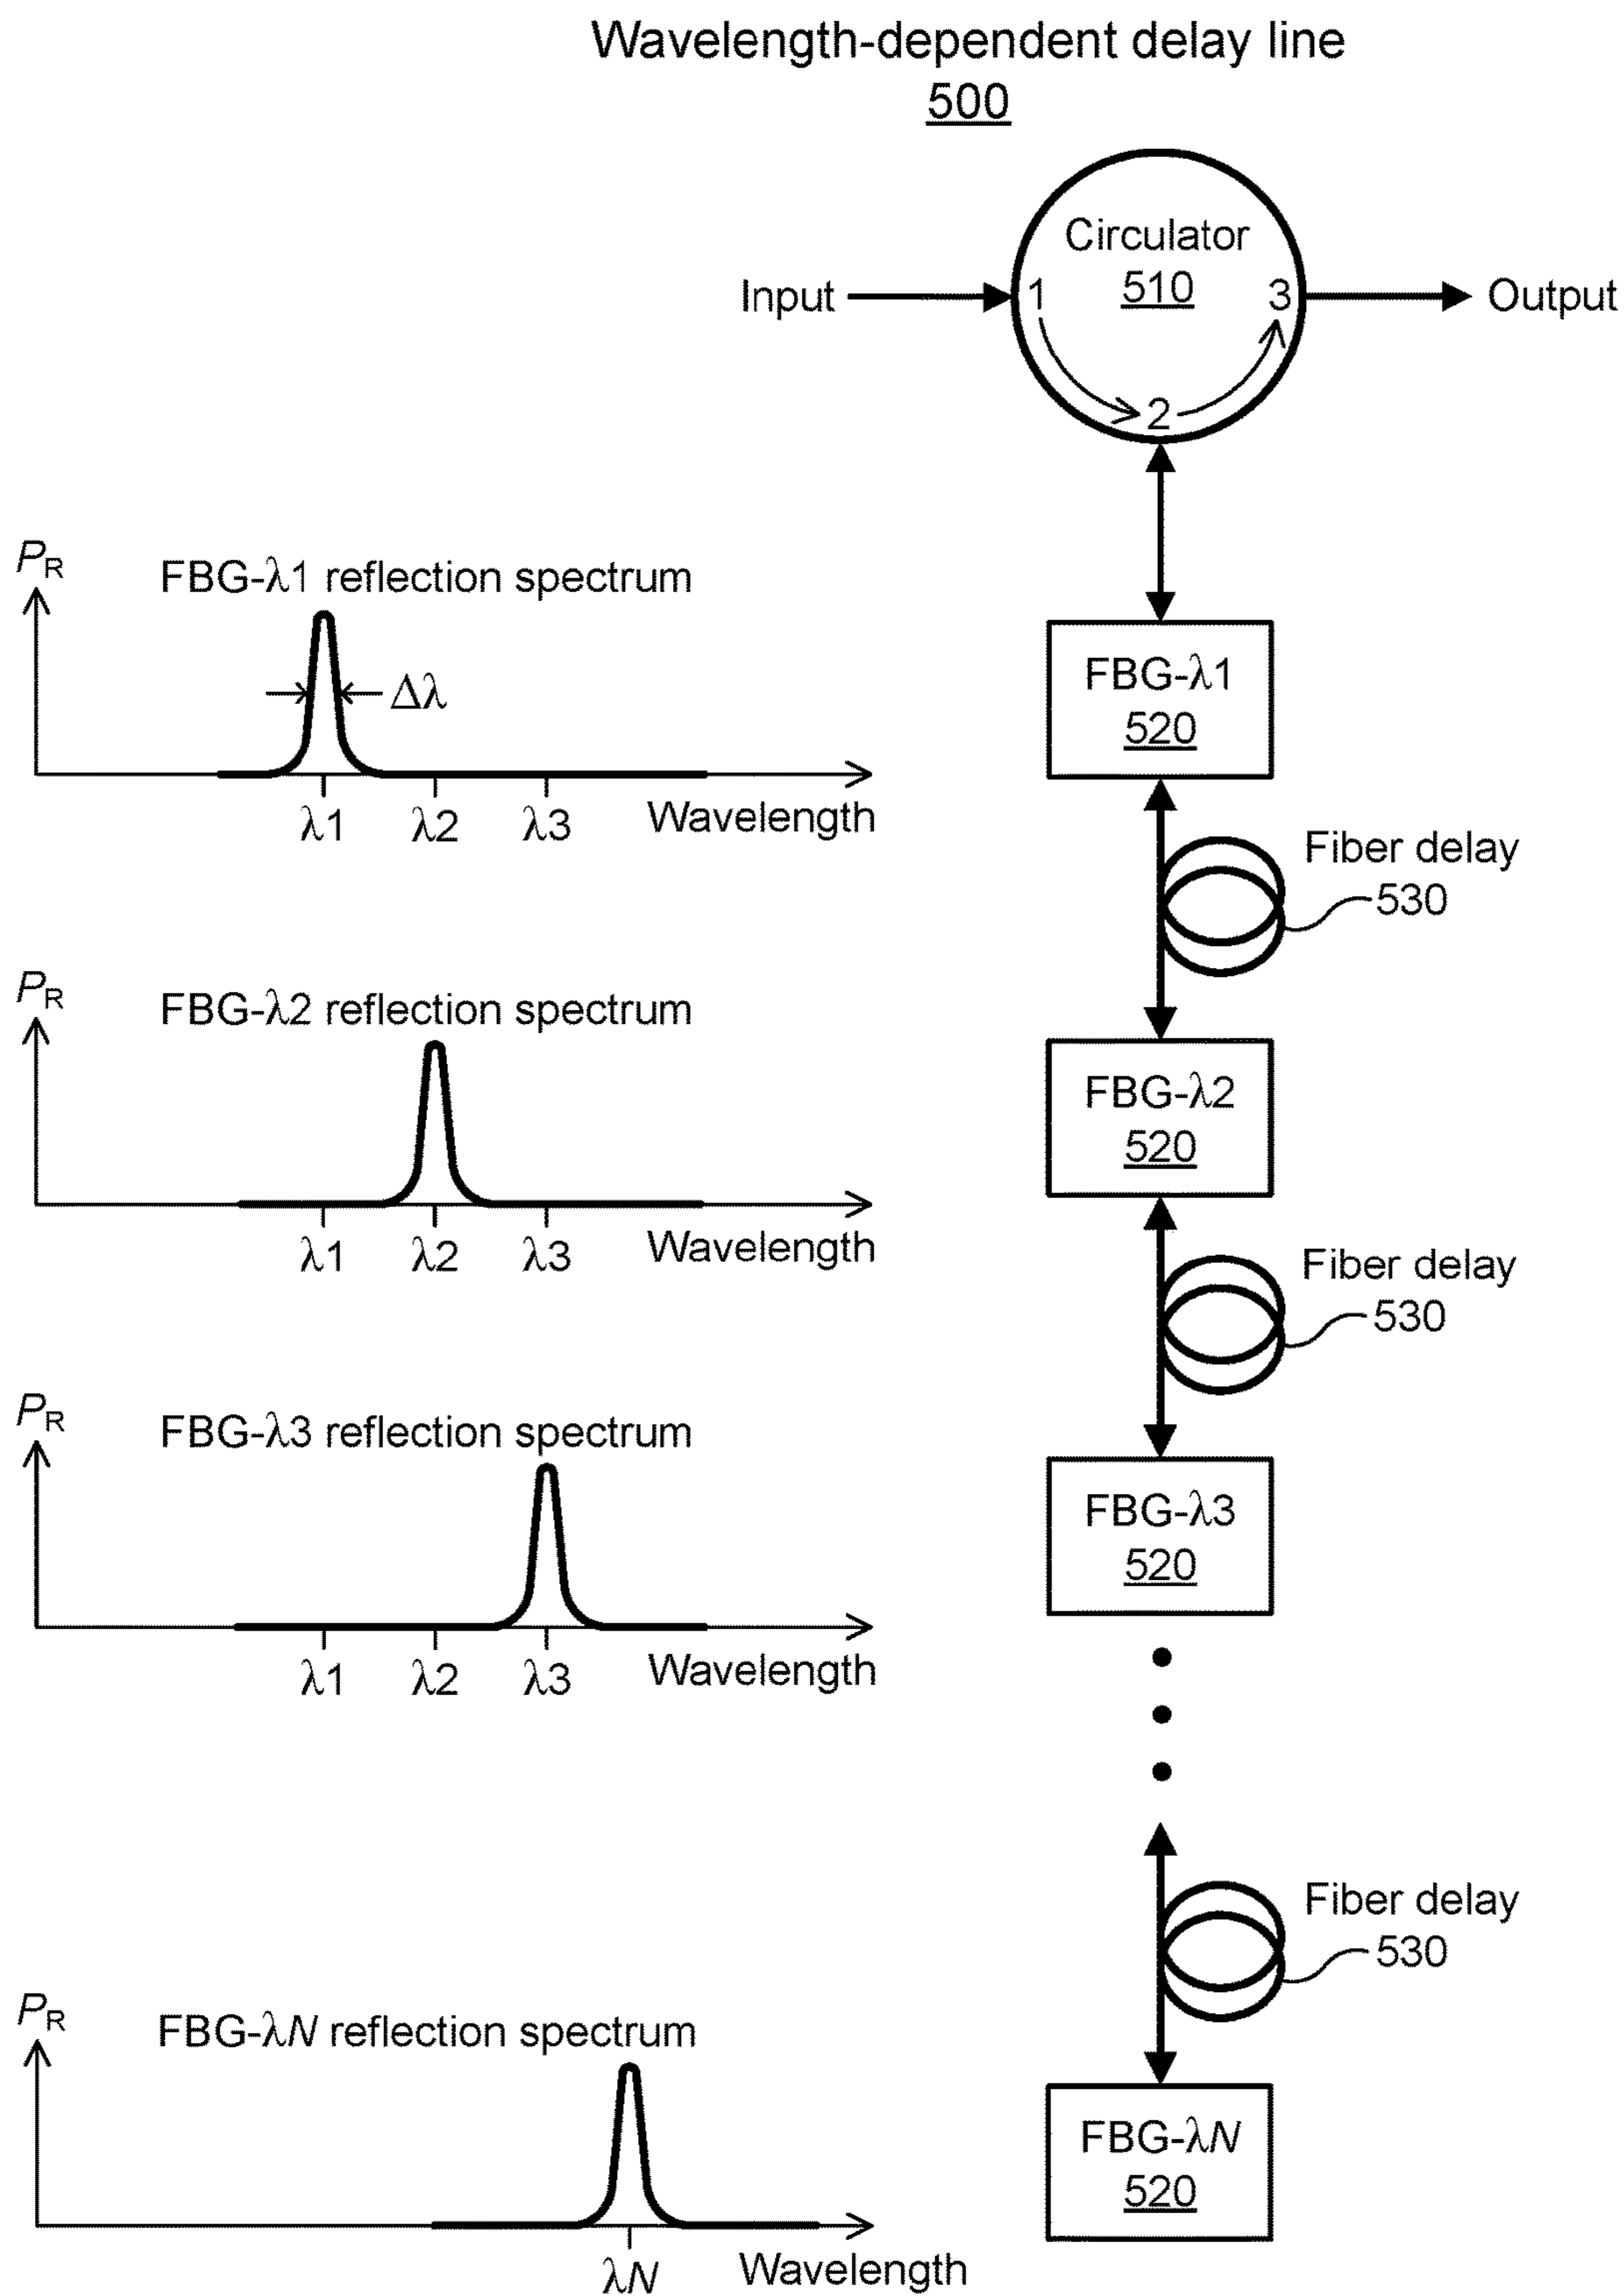 Wavelength-dependent delay line
500
Circulator
510
Input
1
3
Output
2
PR
FBG-λ1 reflection spectrum
Δλ
λ1 λ2 λ3 Wavelength
FBG-λ1
520
Fiber delay
530
PR
FBG-λ2 reflection spectrum
λ1 λ2 λ3 Wavelength
FBG-λ2
520
Fiber delay
530
PR
FBG-λ3 reflection spectrum
λ1 λ2 λ3 Wavelength
FBG-λ3
520
Fiber delay
530
PR
FBG-λN reflection spectrum
λN Wavelength
FBG-λN
520